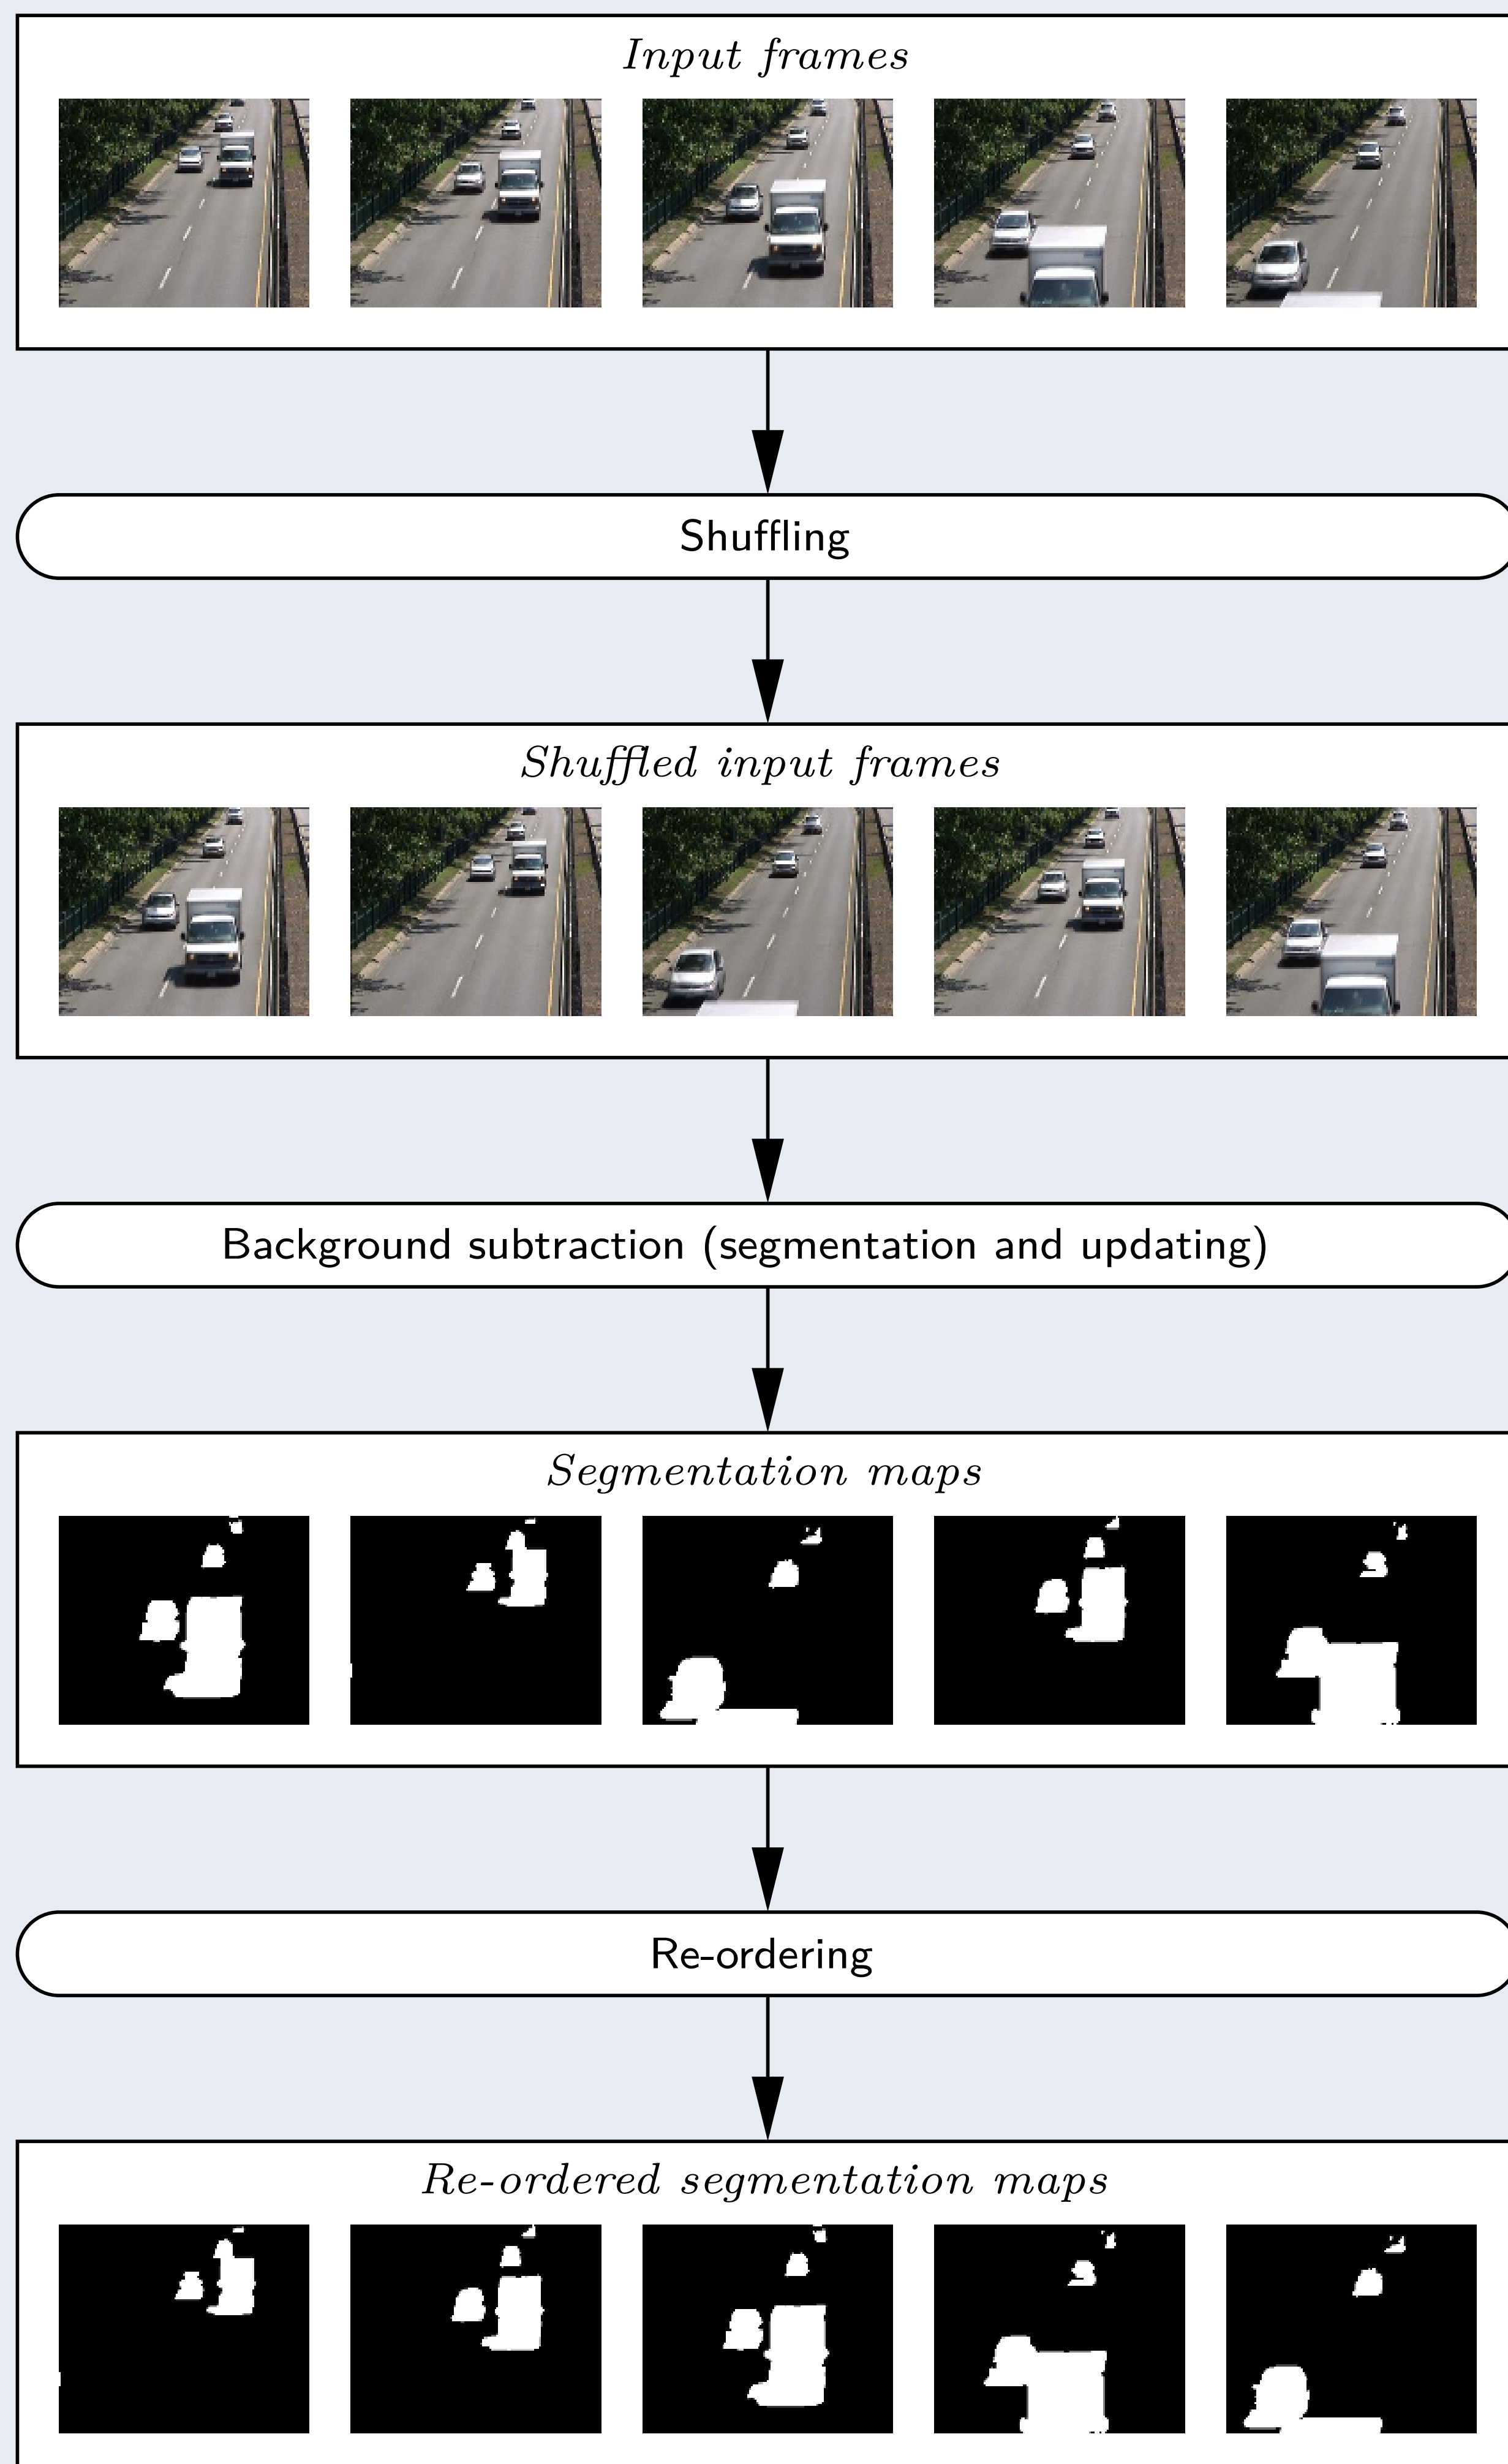 Input frames
Shuffling
Shuffled input frames
Background subtraction (segmentation and updating)
Segmentation maps
Re-ordering
Re-ordered segmentation maps